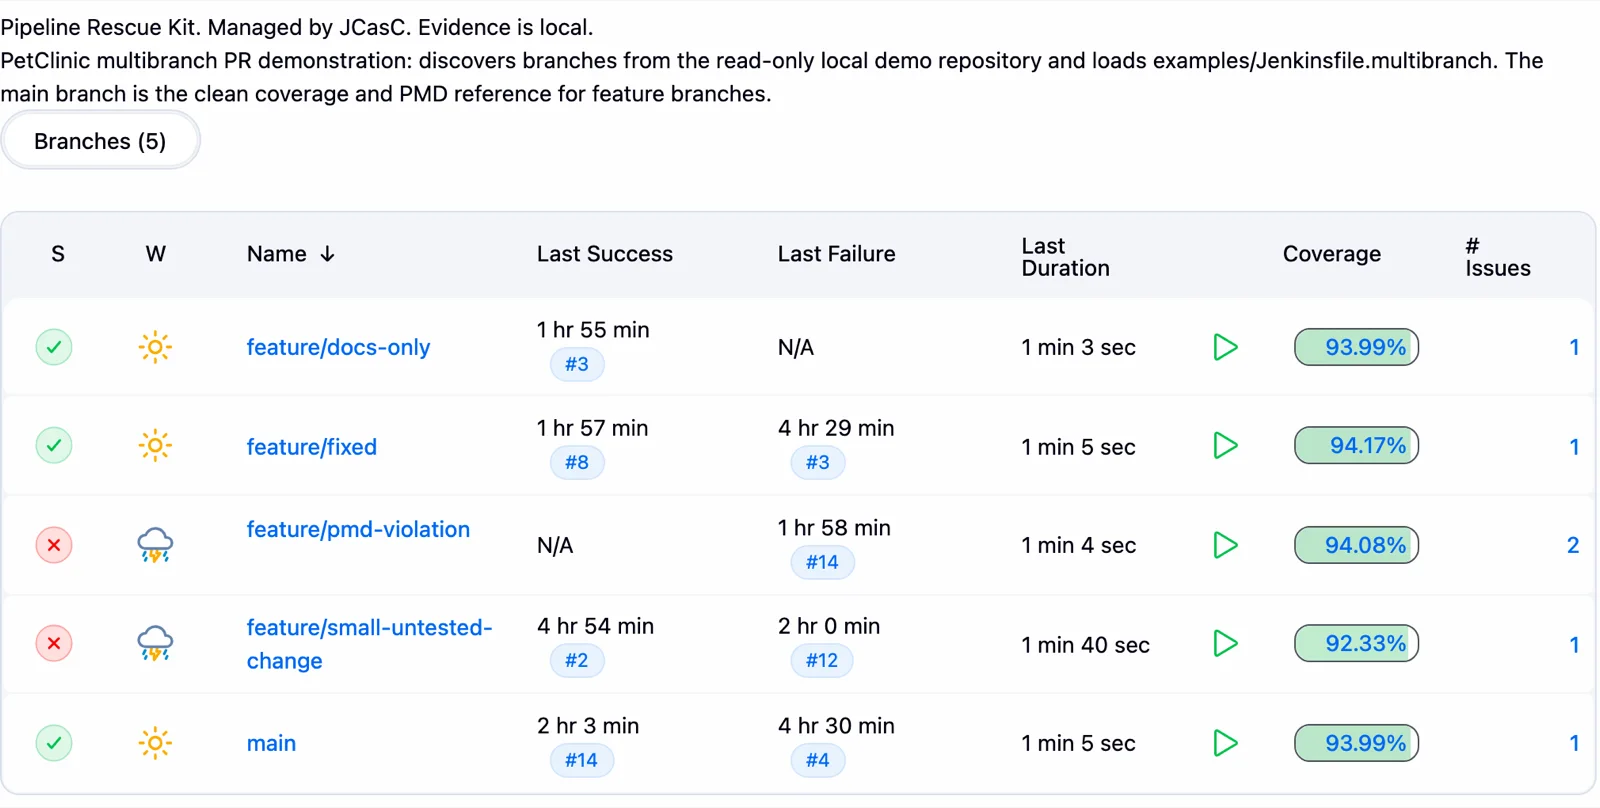 Pipeline Rescue Kit. Managed by JCasC. Evidence is local.
PetClinic multibranch PR demonstration: discovers branches from the read-only local demo repository and loads examples/Jenkinsfile.multibranch. The
main branch is the clean coverage and PMD reference for feature branches.
Branches (5)
S W Name ↓ Last Success Last Failure Last Duration Coverage # Issues
feature/docs-only 1 hr 55 min #3 N/A 1 min 3 sec 93.99% 1
feature/fixed 1 hr 57 min #8 4 hr 29 min #3 1 min 5 sec 94.17% 1
feature/pmd-violation N/A 1 hr 58 min #14 1 min 4 sec 94.08% 2
feature/small-untested-change 4 hr 54 min #2 2 hr 0 min #12 1 min 40 sec 92.33% 1
main 2 hr 3 min #14 4 hr 30 min #4 1 min 5 sec 93.99% 1